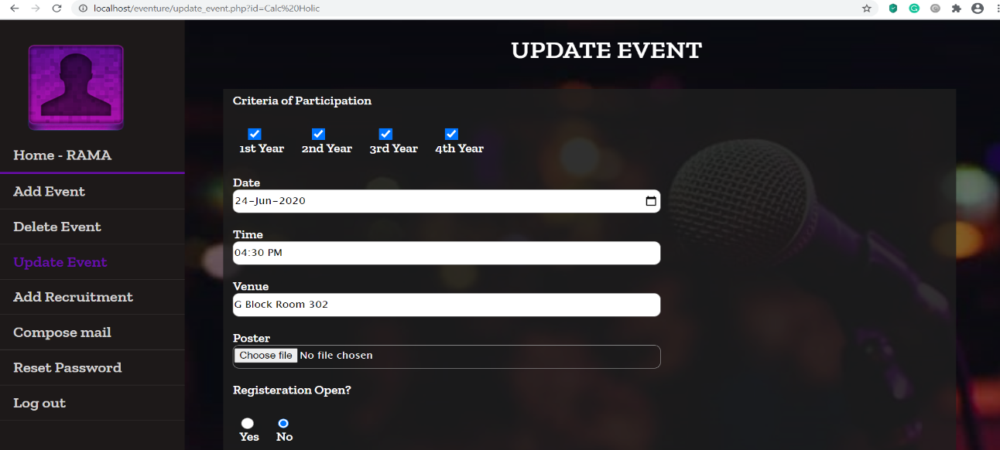 localhost/eventure/update_event.php?id=Calc%20Holic
UPDATE EVENT
Home - RAMA
Add Event
Delete Event
Update Event
Add Recruitment
Compose mail
Reset Password
Log out
Criteria of Participation
1st Year 2nd Year 3rd Year 4th Year
Date
24-Jun-2020
Time
04:30 PM
Venue
G Block Room 302
Poster
Choose file No file chosen
Registeration Open?
Yes No